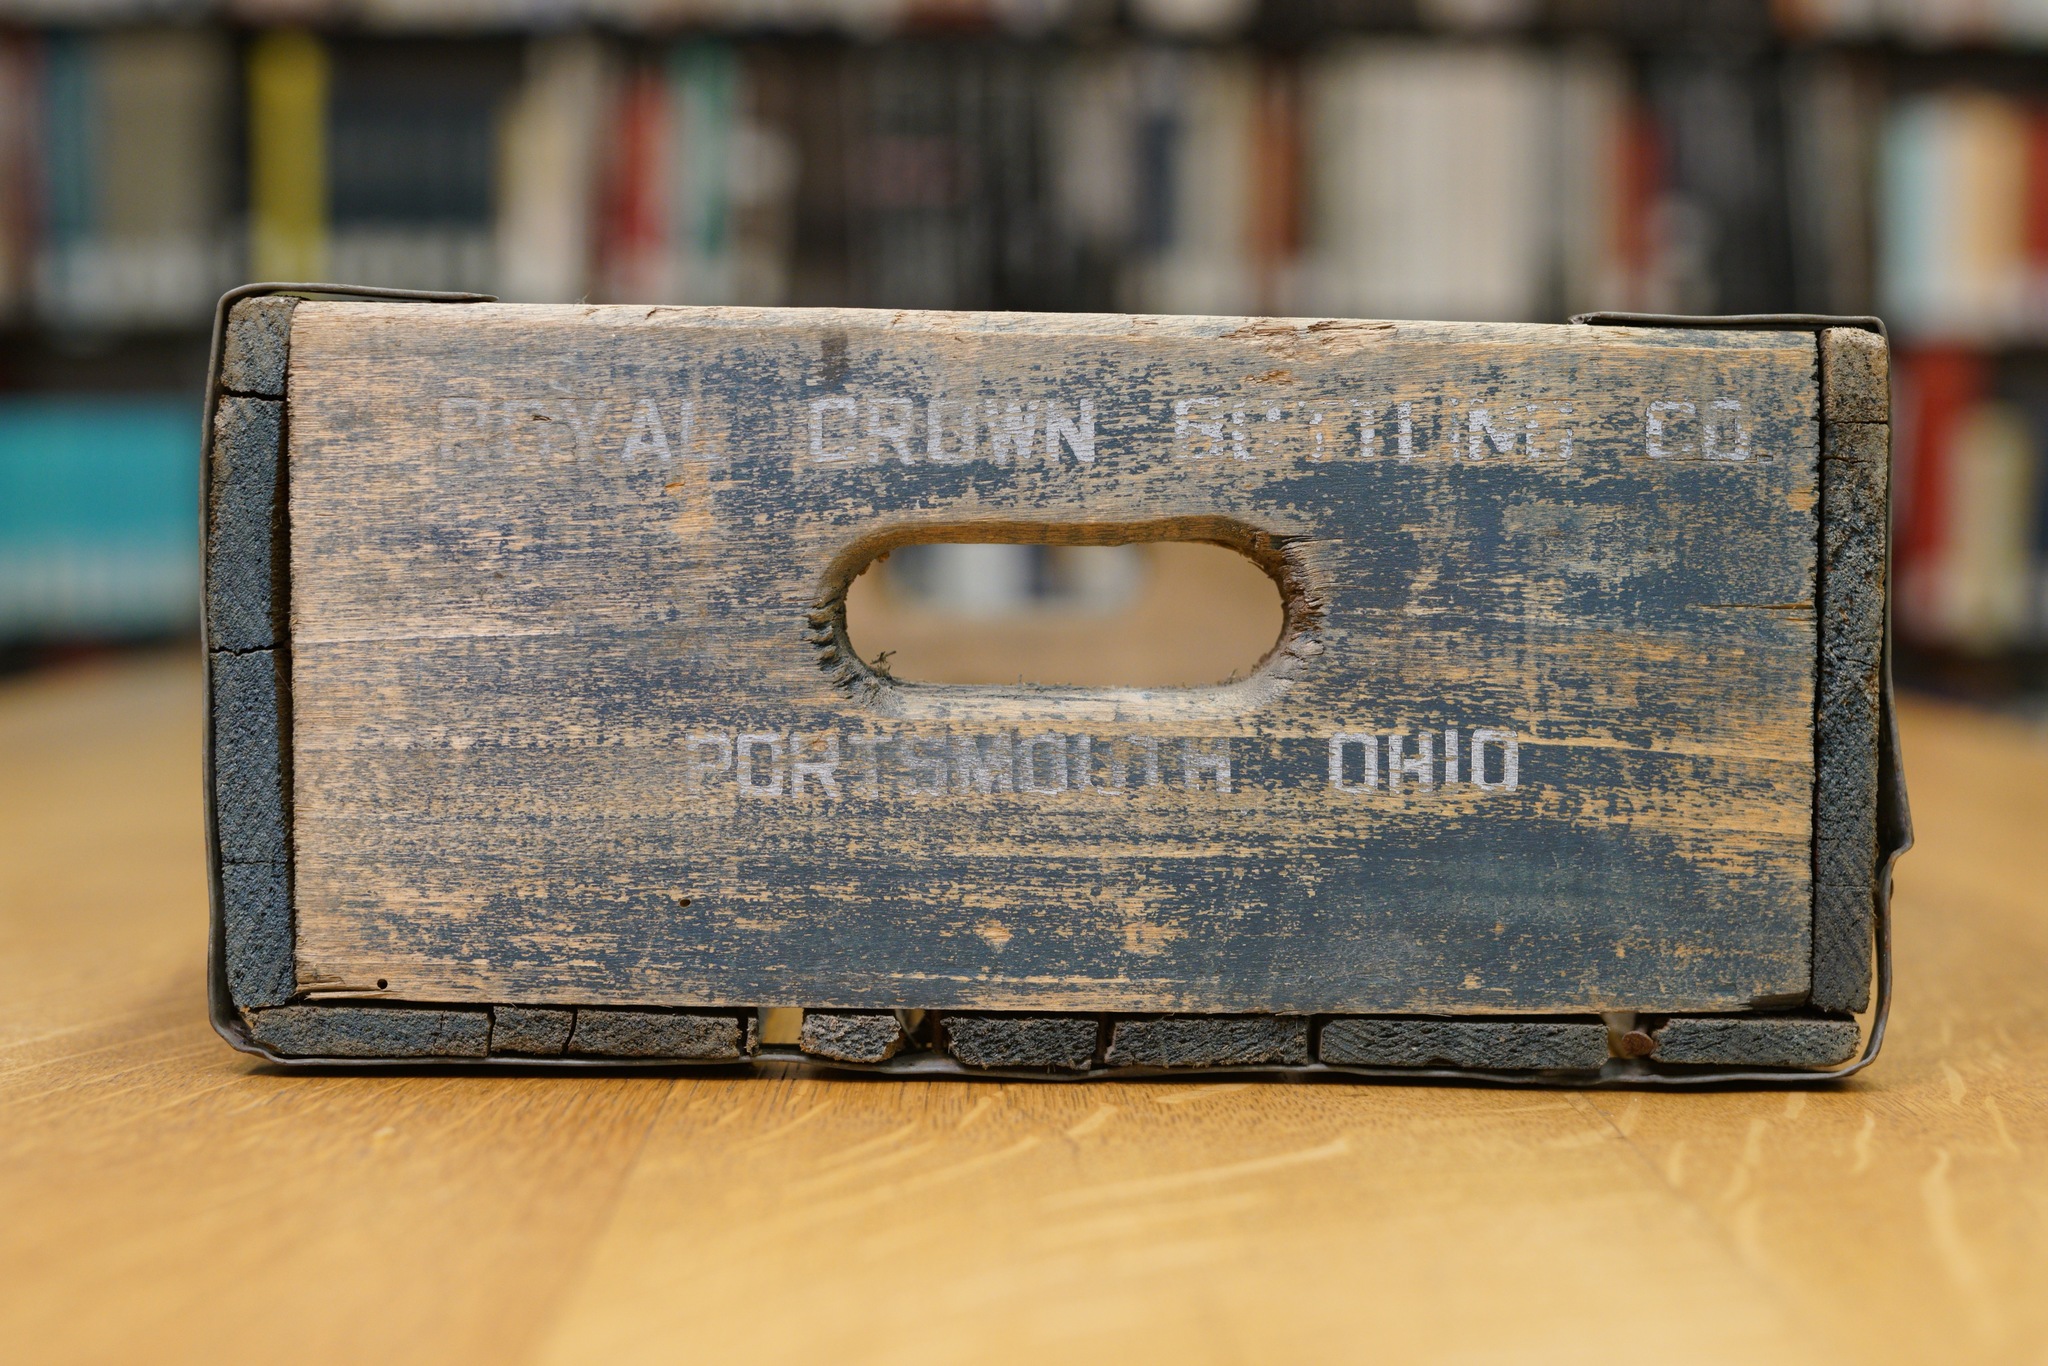 ROYAL CROWN BOTTLING CO.
PORTSMOUTH OHIO